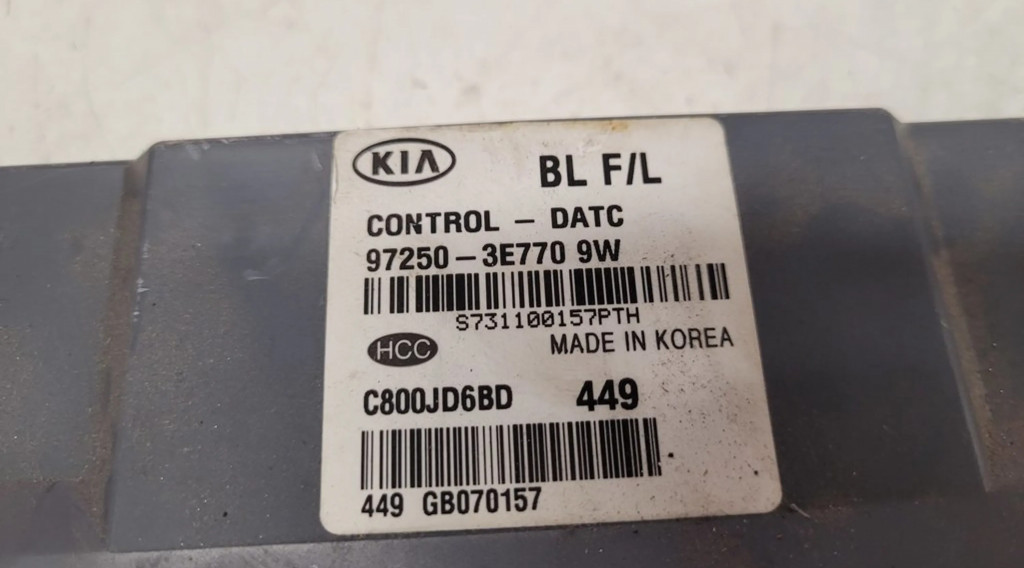 KIA BL F/L
CONTROL - DATC
97250-3E770 9W
S731100157PTH
HCC MADE IN KOREA
C800JD6BD 449
449 GB070157